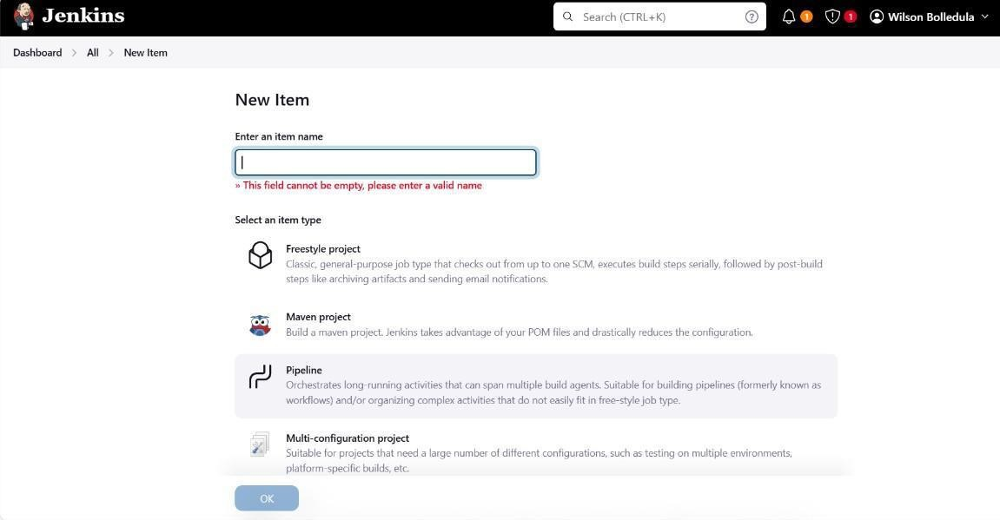 Jenkins
Search (CTRL+K)
1
1
Wilson Bolledula
Dashboard > All > New Item
New Item
Enter an item name
» This field cannot be empty, please enter a valid name
Select an item type
Freestyle project
Classic, general-purpose job type that checks out from up to one SCM, executes build steps serially, followed by post-build
steps like archiving artifacts and sending email notifications.
Maven project
Build a maven project. Jenkins takes advantage of your POM files and drastically reduces the configuration.
Pipeline
Orchestrates long-running activities that can span multiple build agents. Suitable for building pipelines (formerly known as
workflows) and/or organizing complex activities that do not easily fit in free-style job type.
Multi-configuration project
Suitable for projects that need a large number of different configurations, such as testing on multiple environments,
platform-specific builds, etc.
OK